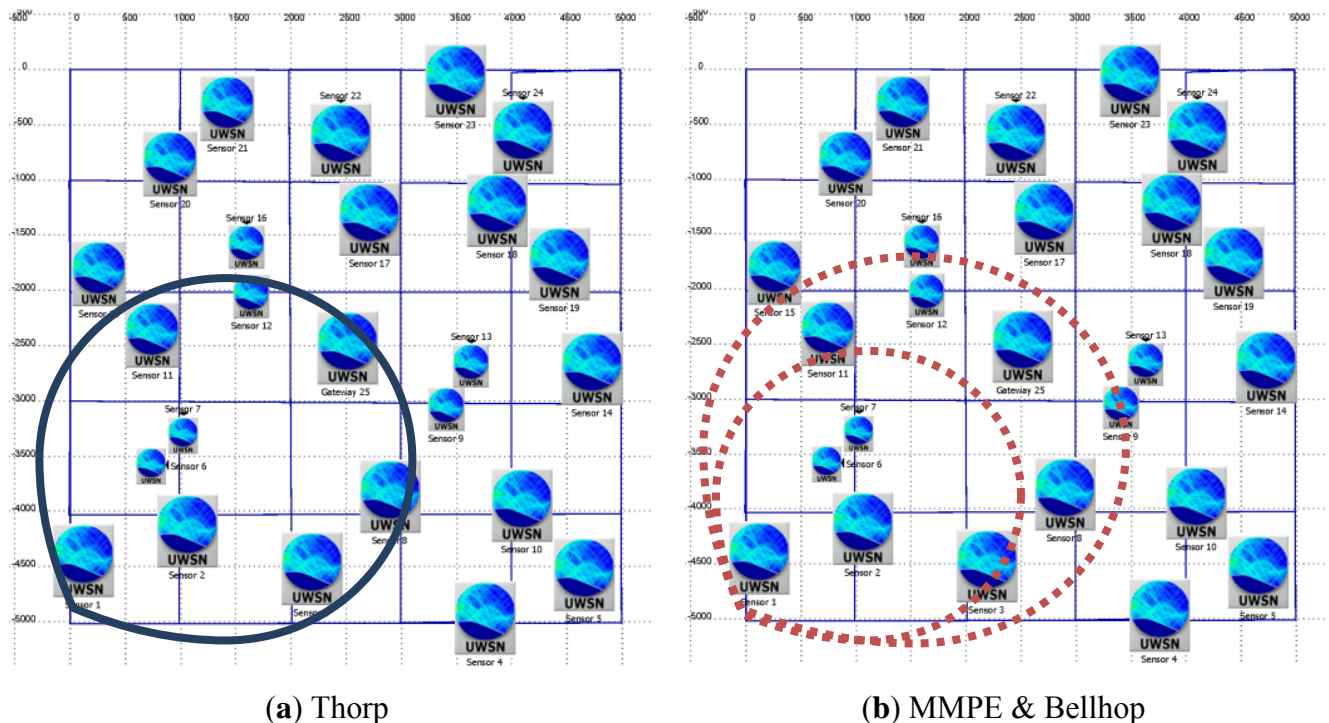 -500 0 500 1000 1500 2000 2500 3000 3500 4000 4500 5000
0
-500
-1000
-1500
-2000
-2500
-3000
-3500
-4000
-4500
-5000
UWSN
Sensor 23
Sensor 22
UWSN
Sensor 24
UWSN
UWSN
Sensor 21
UWSN
Sensor 20
UWSN
Sensor 17
UWSN
Sensor 18
Sensor 16
UWSN
UWSN
Sensor
UWSN
Sensor 19
Sensor 12
UWSN
Sensor 11
UWSN
Gateway 25
Sensor 13
UWSN
UWSN
Sensor 14
UWSN
Sensor 9
Sensor 7
UWSN
UWSN
Sensor 6
UWSN
Sensor 8
UWSN
Sensor 10
UWSN
Sensor 2
UWSN
Sensor 1
UWSN
Sensor
UWSN
Sensor 5
UWSN
Sensor 4
(a) Thorp
-500 0 500 1000 1500 2000 2500 3000 3500 4000 4500 5000
0
-500
-1000
-1500
-2000
-2500
-3000
-3500
-4000
-4500
-5000
UWSN
Sensor 23
Sensor 22
UWSN
Sensor 24
UWSN
UWSN
Sensor 21
UWSN
Sensor 20
UWSN
Sensor 17
UWSN
Sensor 18
Sensor 16
UWSN
UWSN
Sensor 15
UWSN
Sensor 19
UWSN
Sensor 12
UWSN
Sensor 11
UWSN
Gateway 25
Sensor 13
UWSN
UWSN
Sensor 14
Sensor 9
Sensor 7
UWSN
UWSN
Sensor 6
UWSN
Sensor 8
UWSN
Sensor 10
UWSN
Sensor 2
UWSN
Sensor 1
UWSN
Sensor 3
UWSN
Sensor 5
UWSN
Sensor 4
(b) MMPE & Bellhop